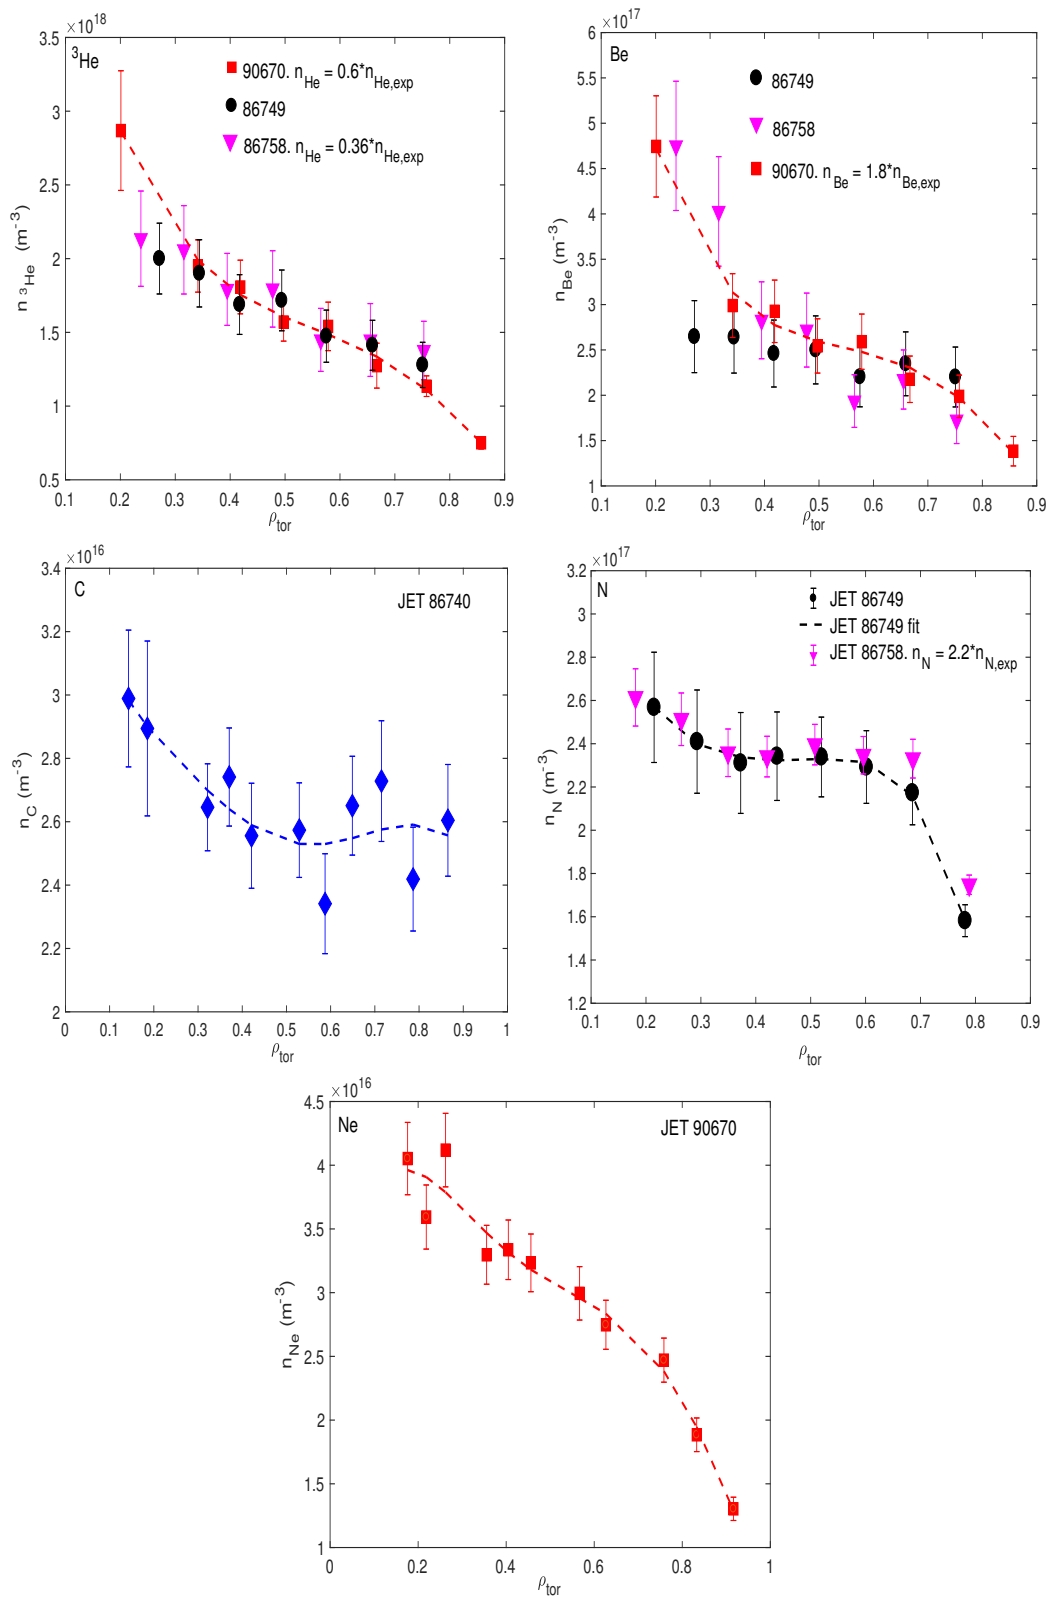 ×10^18
3.5
3
2.5
2
1.5
1
0.5
^3He
90670. n_He = 0.6*n_He,exp
86749
86758. n_He = 0.36*n_He,exp
n_3He (m^-3)
0.1 0.2 0.3 0.4 0.5 0.6 0.7 0.8 0.9
ρ_tor
×10^17
6
5.5
5
4.5
4
3.5
3
2.5
2
1.5
1
Be
86749
86758
90670. n_Be = 1.8*n_Be,exp
n_Be (m^-3)
0.1 0.2 0.3 0.4 0.5 0.6 0.7 0.8 0.9
ρ_tor
×10^16
3.4
3.2
3
2.8
2.6
2.4
2.2
2
C
JET 86740
n_C (m^-3)
0 0.1 0.2 0.3 0.4 0.5 0.6 0.7 0.8 0.9 1
ρ_tor
×10^17
3.2
3
2.8
2.6
2.4
2.2
2
1.8
1.6
1.4
1.2
N
JET 86749
JET 86749 fit
JET 86758. n_N = 2.2*n_N,exp
n_N (m^-3)
0.1 0.2 0.3 0.4 0.5 0.6 0.7 0.8 0.9
ρ_tor
×10^16
4.5
4
3.5
3
2.5
2
1.5
1
Ne
JET 90670
n_Ne (m^-3)
0 0.2 0.4 0.6 0.8 1
ρ_tor